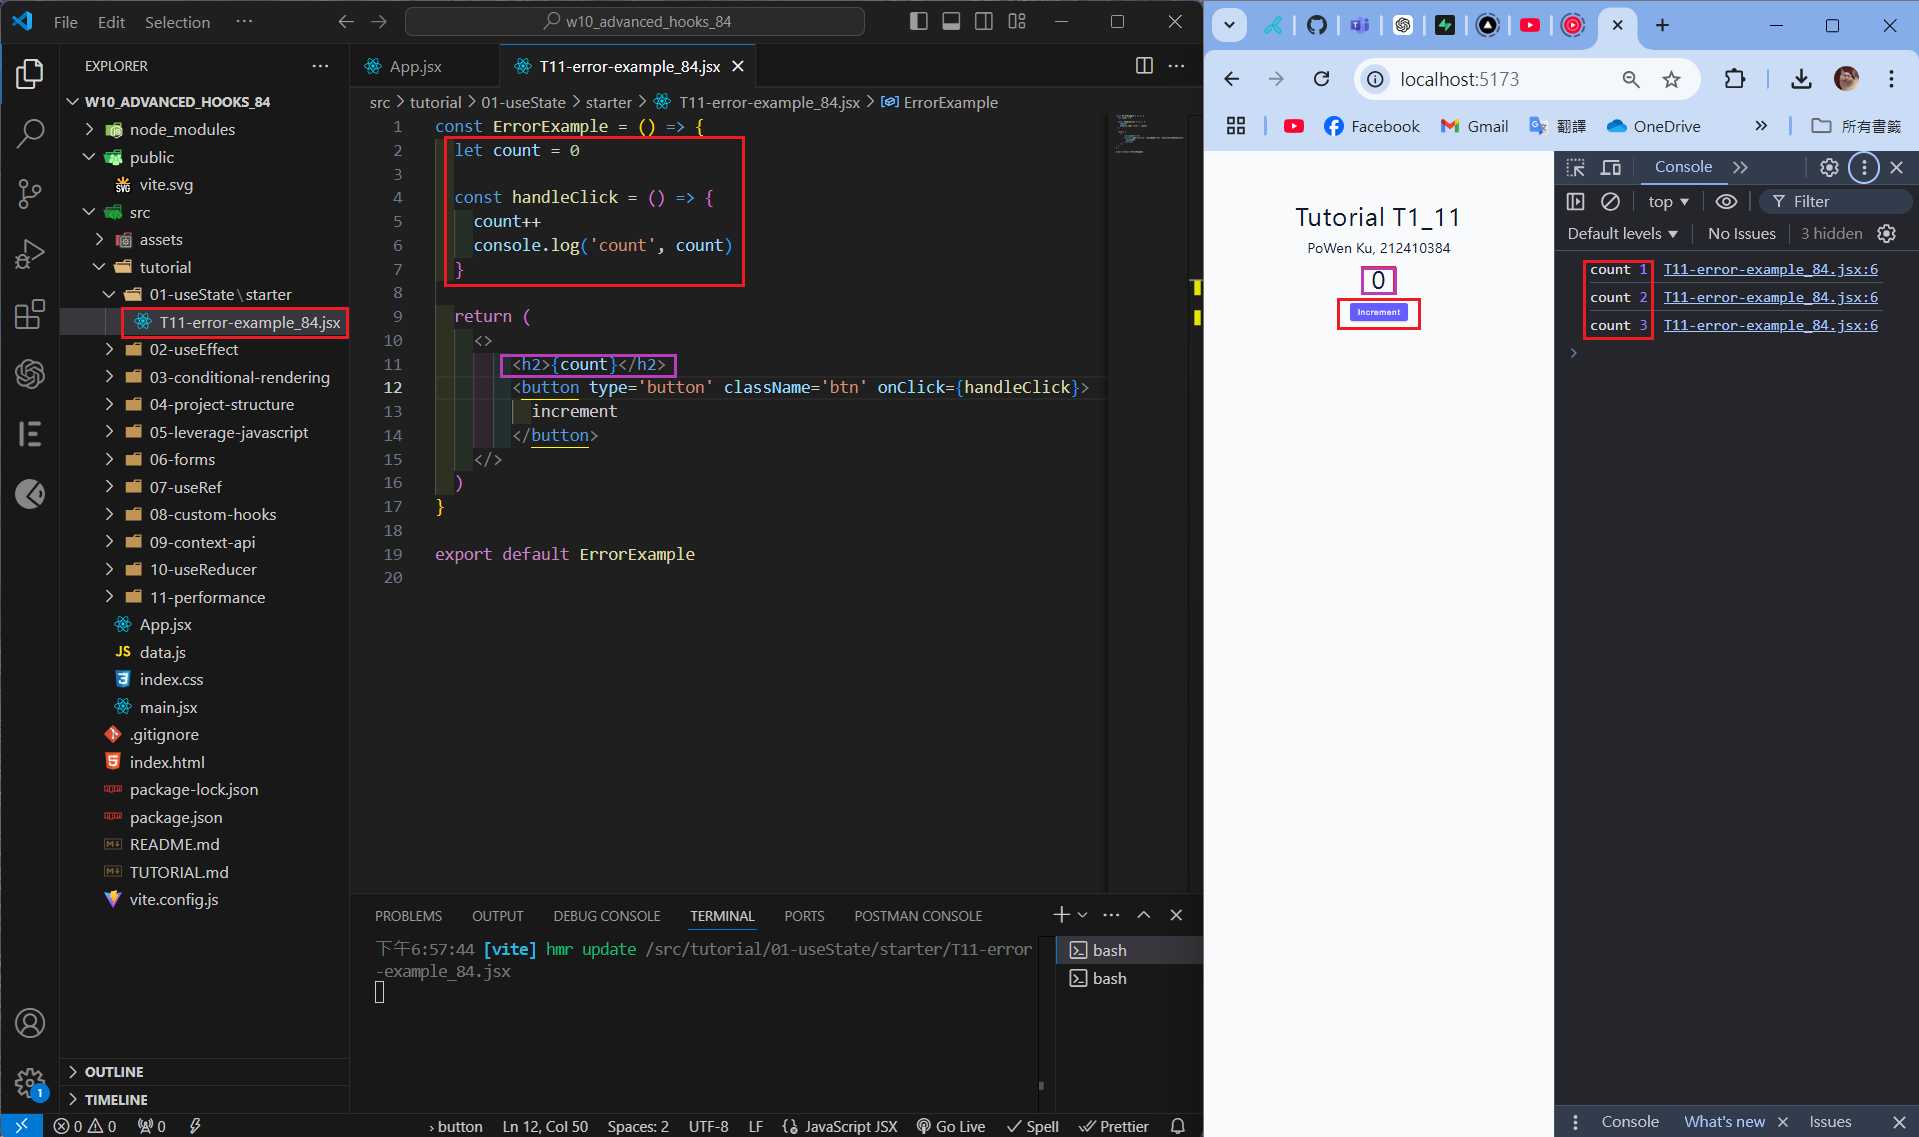 File Edit Selection ··· w10_advanced_hooks_84
EXPLORER ···
W10_ADVANCED_HOOKS_84
node_modules
public
vite.svg
src
assets
tutorial
01-useState\starter
T11-error-example_84.jsx
02-useEffect
03-conditional-rendering
04-project-structure
05-leverage-javascript
06-forms
07-useRef
08-custom-hooks
09-context-api
10-useReducer
11-performance
App.jsx
JS data.js
index.css
main.jsx
.gitignore
index.html
package-lock.json
package.json
README.md
TUTORIAL.md
vite.config.js
OUTLINE
TIMELINE
1
App.jsx T11-error-example_84.jsx
src > tutorial > 01-useState > starter > T11-error-example_84.jsx > ErrorExample
1 const ErrorExample = () => {
2 let count = 0
3
4 const handleClick = () => {
5 count++
6 console.log('count', count)
7 }
8
9 return (
10 <>
11 <h2>{count}</h2>
12 <button type='button' className='btn' onClick={handleClick}>
13 increment
14 </button>
15 </>
16 )
17 }
18
19 export default ErrorExample
20
PROBLEMS OUTPUT DEBUG CONSOLE TERMINAL PORTS POSTMAN CONSOLE
下午6:57:44 [vite] hmr update /src/tutorial/01-useState/starter/T11-error
-example_84.jsx
bash
bash
0 0 0 › button Ln 12, Col 50 Spaces: 2 UTF-8 LF JavaScript JSX Go Live Spell Prettier
localhost:5173
Facebook Gmail 翻譯 OneDrive » 所有書籤
Tutorial T1_11
PoWen Ku, 212410384
0
Increment
Console
top Filter
Default levels No Issues 3 hidden
count 1 T11-error-example_84.jsx:6
count 2 T11-error-example_84.jsx:6
count 3 T11-error-example_84.jsx:6
Console What's new Issues